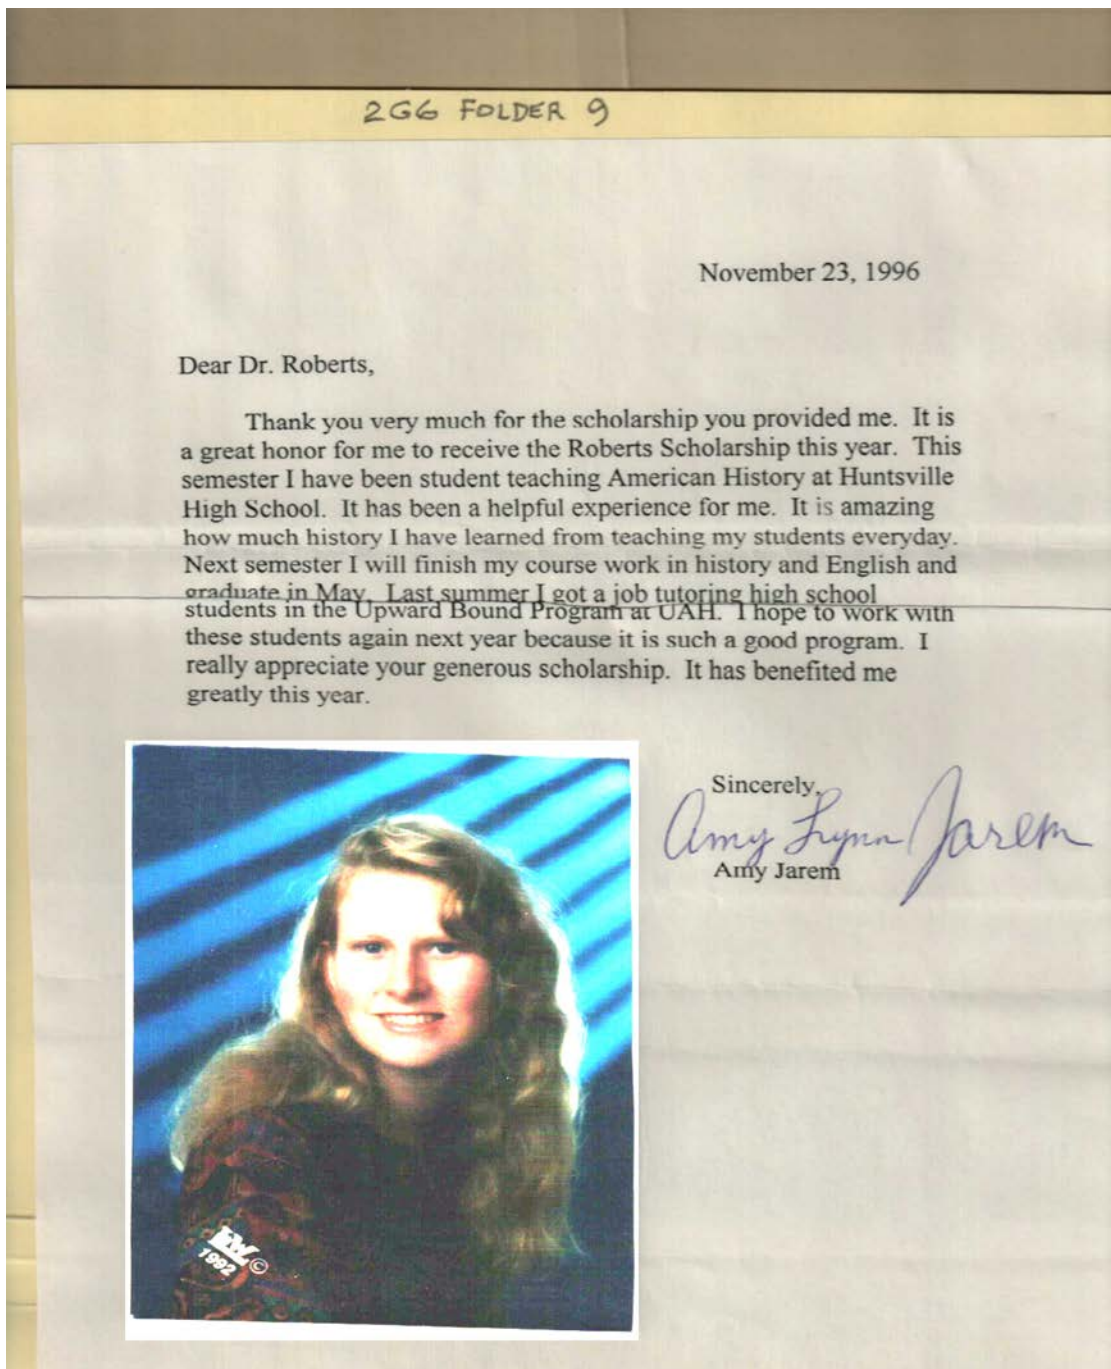 2G6 FOLDER 9
November 23, 1996
Dear Dr. Roberts,
Thank you very much for the scholarship you provided me. It is
a great honor for me to receive the Roberts Scholarship this year. This
semester I have been student teaching American History at Huntsville
High School. It has been a helpful experience for me. It is amazing
how much history I have learned from teaching my students everyday.
Next semester I will finish my course work in history and English and
graduate in May. Last summer I got a job tutoring high school
students in the Upward Bound Program at UAH. I hope to work with
these students again next year because it is such a good program. I
really appreciate your generous scholarship. It has benefited me
greatly this year.
Sincerely,
Amy Lynn Jarem
Amy Jarem
©
1992